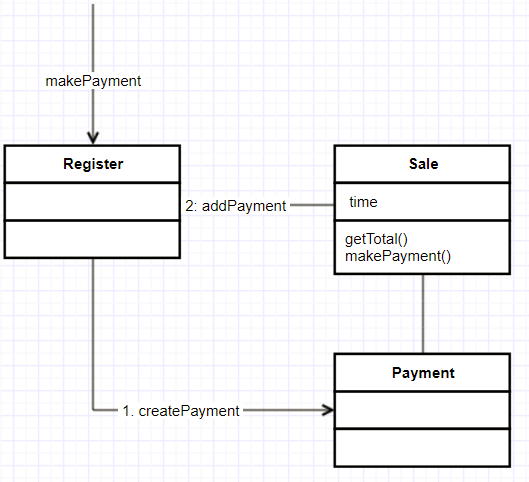 makePayment
Register
Sale
2: addPayment
time
getTotal()
makePayment()
Payment
1. createPayment